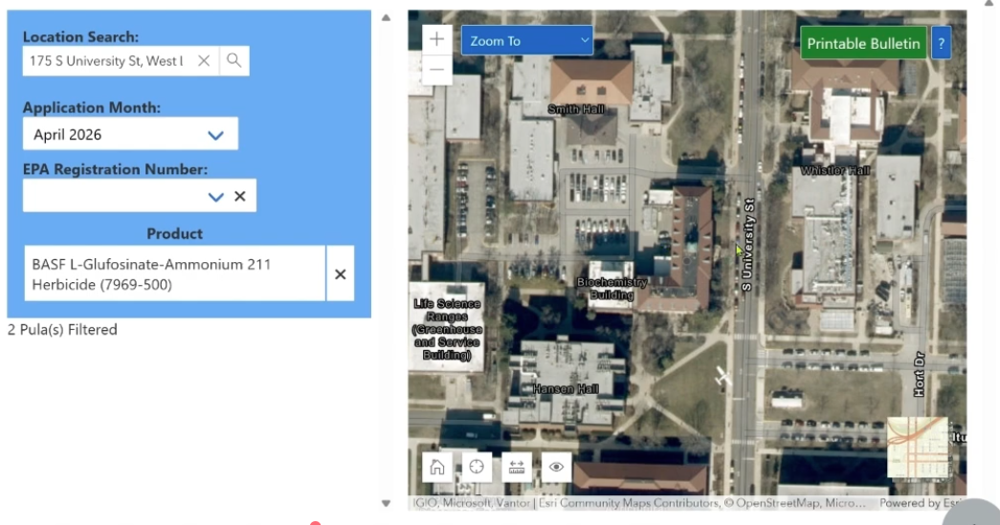 Location Search:
175 S University St, West l
Application Month:
April 2026
EPA Registration Number:
Product
BASF L-Glufosinate-Ammonium 211
Herbicide (7969-500)
2 Pula(s) Filtered
+
Zoom To
Printable Bulletin
?
Smith Hall
Whistler Hall
S University St
Biochemistry
Building
Life Science
Ranges
(Greenhouse
and Service
Building)
Hansen Hall
Hort Dr
Itu
IGIO, Microsoft, Vantor | Esri Community Maps Contributors, © OpenStreetMap, Micro... Powered by Esri